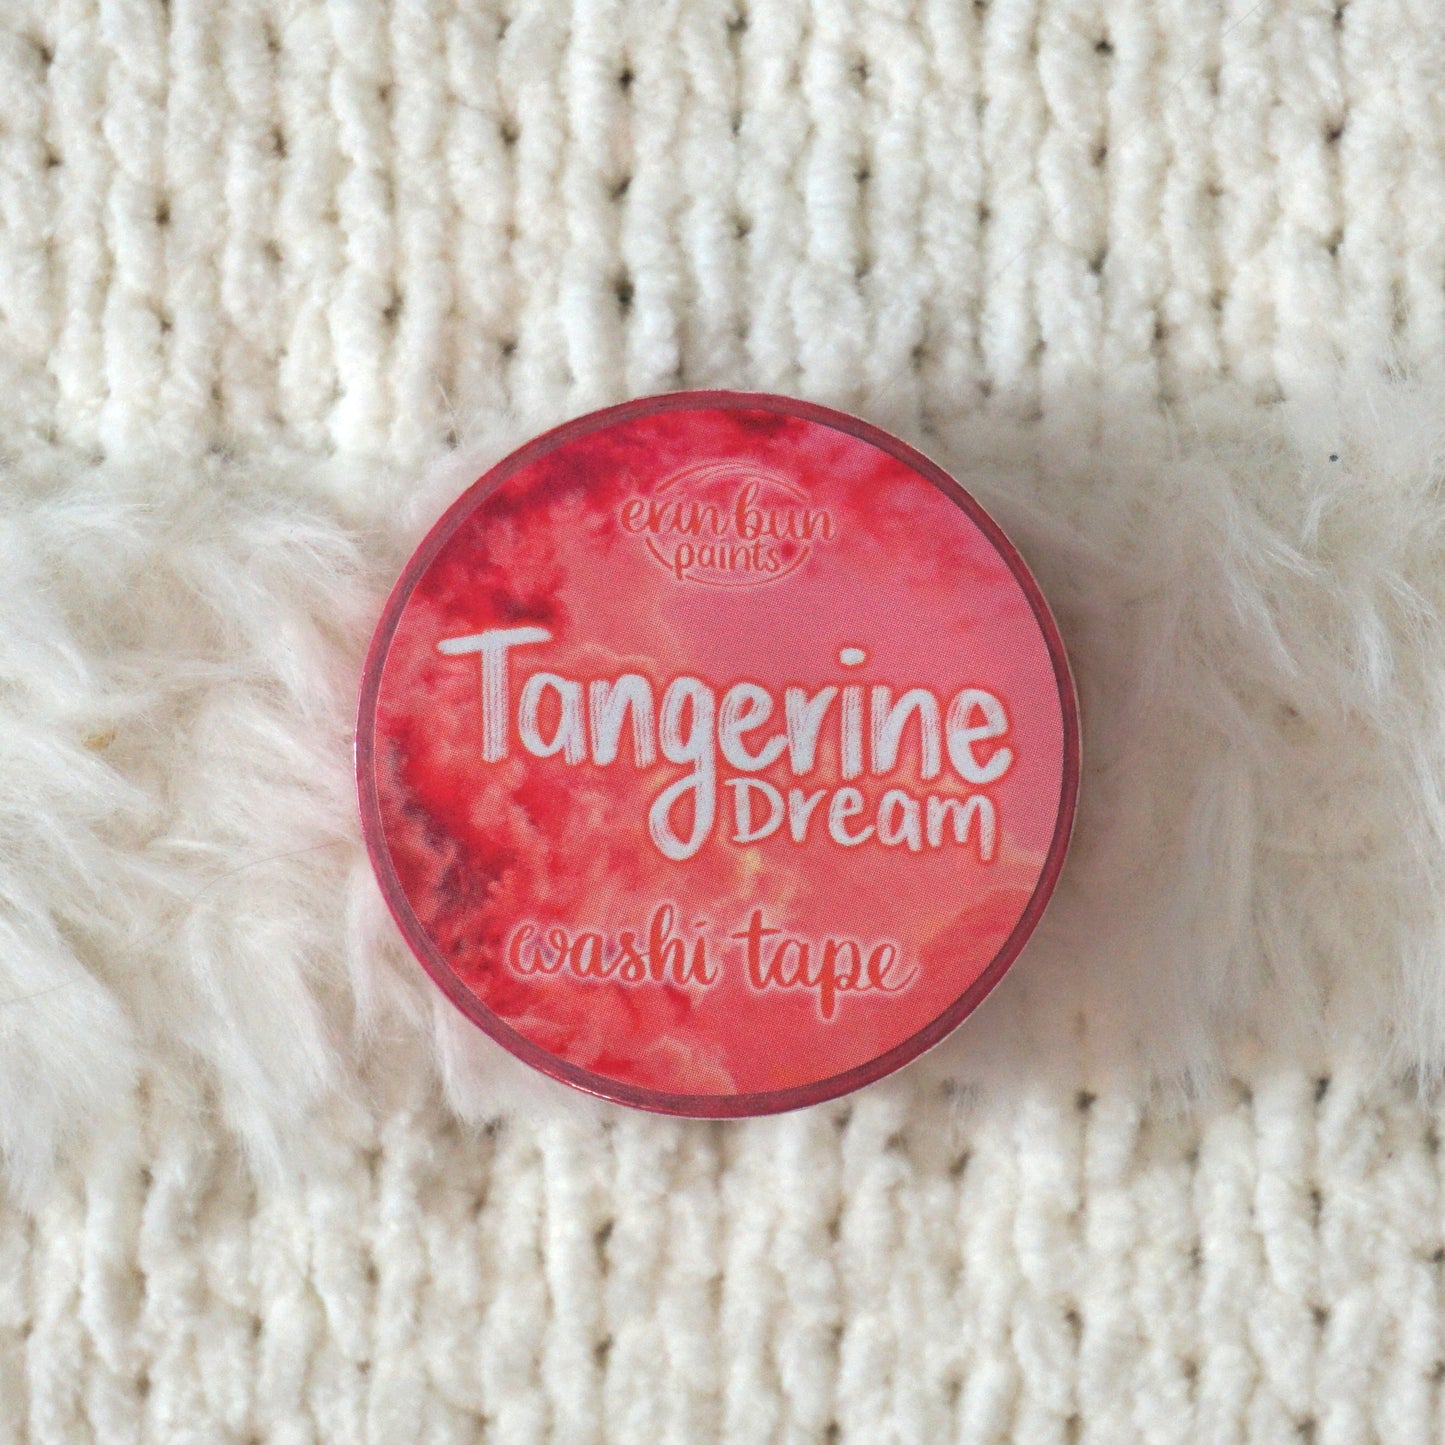 erin bun
paints
Tangerine
Dream
washi tape